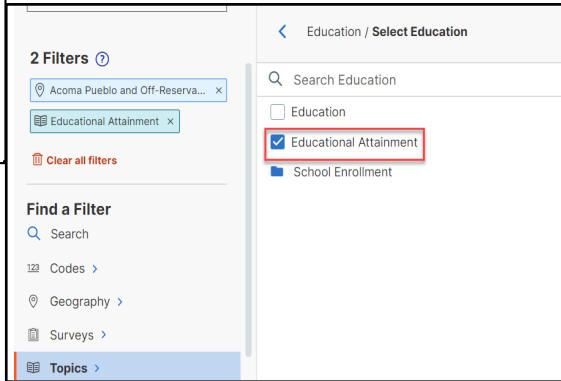 2 Filters ?
Acoma Pueblo and Off-Reserva... ×
Educational Attainment ×
Clear all filters
Find a Filter
Search
123 Codes >
Geography >
Surveys >
Topics >
Education / Select Education
Search Education
Education
Educational Attainment
School Enrollment